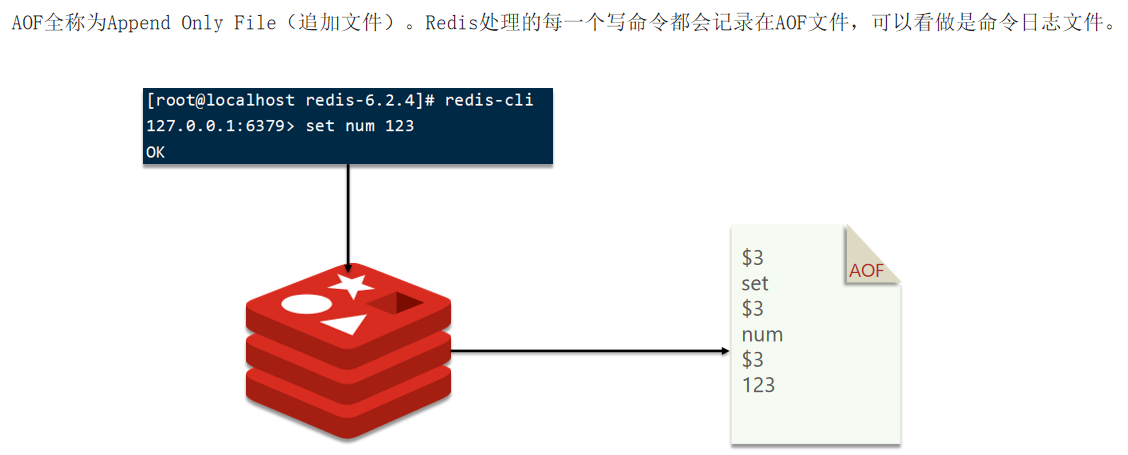 AOF全称为Append Only File（追加文件）。Redis处理的每一个写命令都会记录在AOF文件，可以看做是命令日志文件。
[root@localhost redis-6.2.4]# redis-cli
127.0.0.1:6379> set num 123
OK
AOF
$3
set
$3
num
$3
123